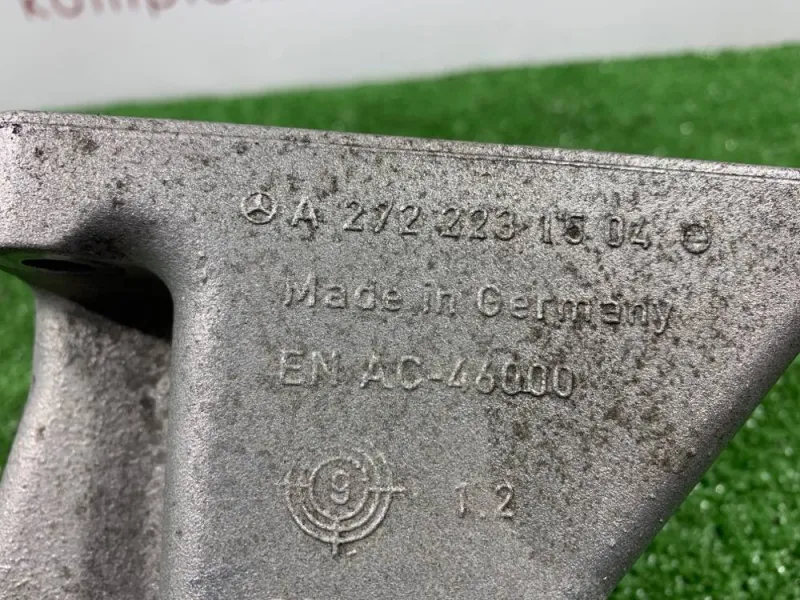 A 272 223 15 04
Made in Germany
EN AC-46000
9
1.2